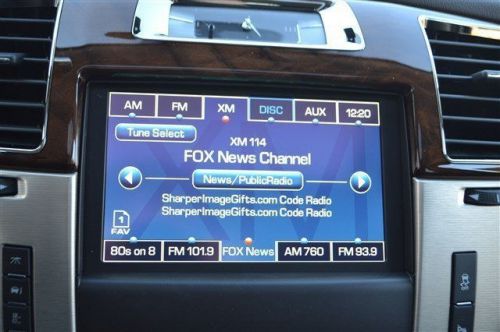 AM FM XM DISC AUX 12:20
Tune Select
XM 114
FOX News Channel
News/PublicRadio
SharperImageGifts.com Code Radio
SharperImageGifts.com Code Radio
1
FAV
80s on 8 FM 101.9 FOX News AM 760 FM 93.9
XM